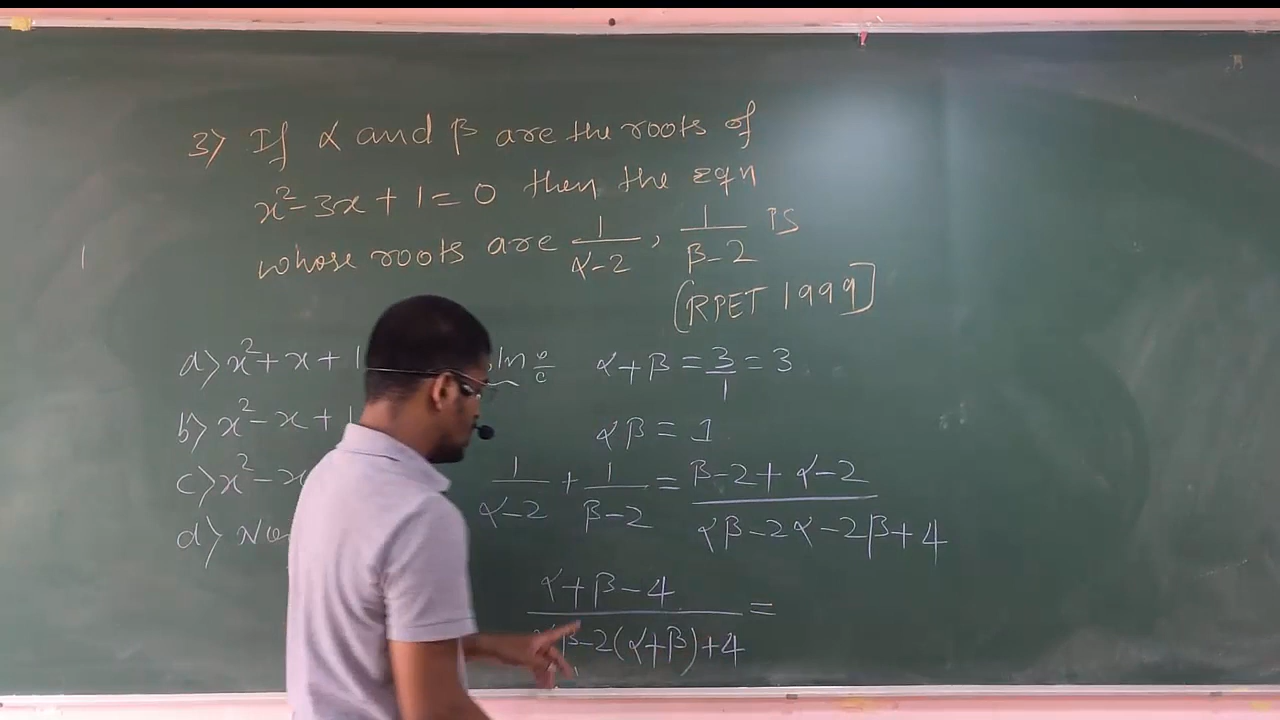 3) If α and β are the roots of
x² - 3x + 1 = 0 then the eqn
whose roots are 1/(α-2), 1/(β-2) is
[RPET 1999]
a) x² + x + 1
b) x² - x + 1
c) x² - x
d)
sln % α + β = 3/1 = 3
αβ = 1
1/(α-2) + 1/(β-2) = (β-2+α-2)/(αβ-2α-2β+4)
(α+β-4)/(αβ-2(α+β)+4) =